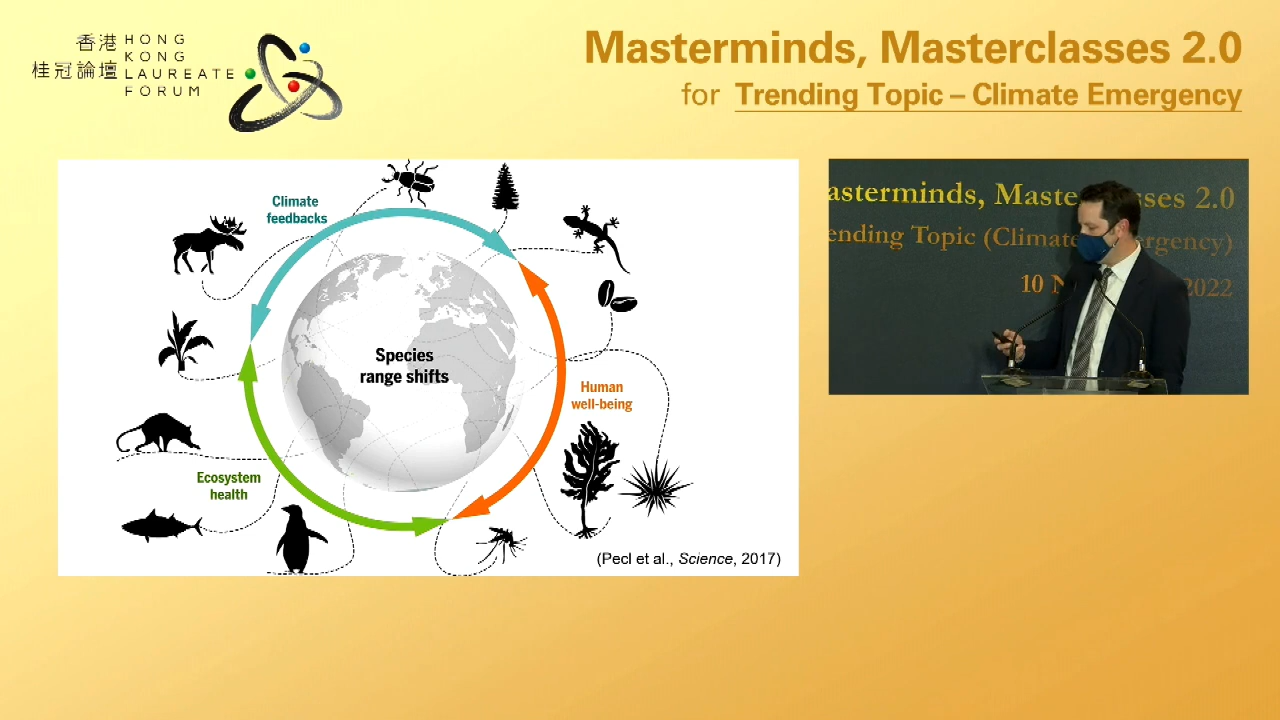 香港
桂冠論壇
HONG
KONG
LAUREATE
FORUM
Masterminds, Masterclasses 2.0
for Trending Topic – Climate Emergency
Climate
feedbacks
Species
range shifts
Human
well-being
Ecosystem
health
(Pecl et al., Science, 2017)
asterminds, Maste sses 2.0
ending Topic (Climate ergency)
10 N 2022